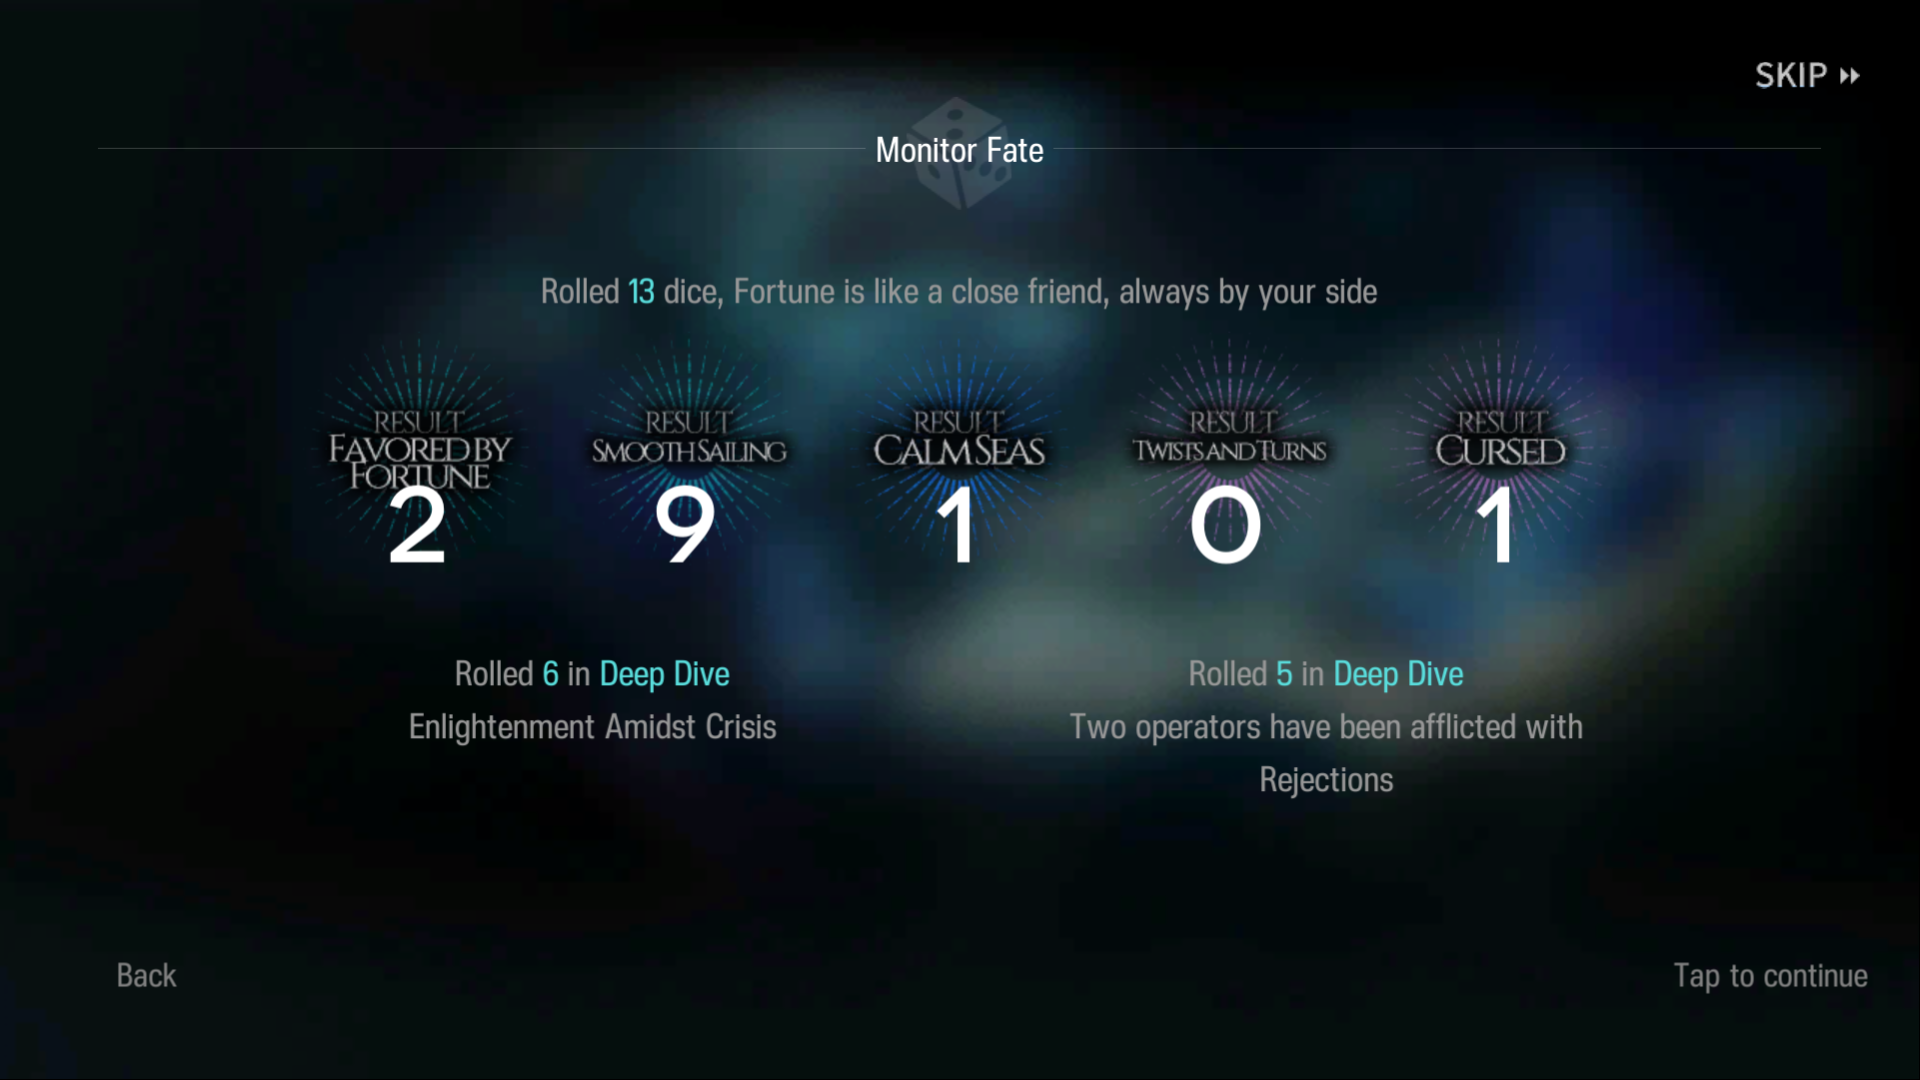 SKIP
Monitor Fate
Rolled 13 dice, Fortune is like a close friend, always by your side
RESULT
FAVORED BY
FORTUNE
2
RESULT
SMOOTH SAILING
9
RESULT
CALM SEAS
1
RESULT
TWISTS AND TURNS
0
RESULT
CURSED
1
Rolled 6 in Deep Dive
Enlightenment Amidst Crisis
Rolled 5 in Deep Dive
Two operators have been afflicted with
Rejections
Back
Tap to continue